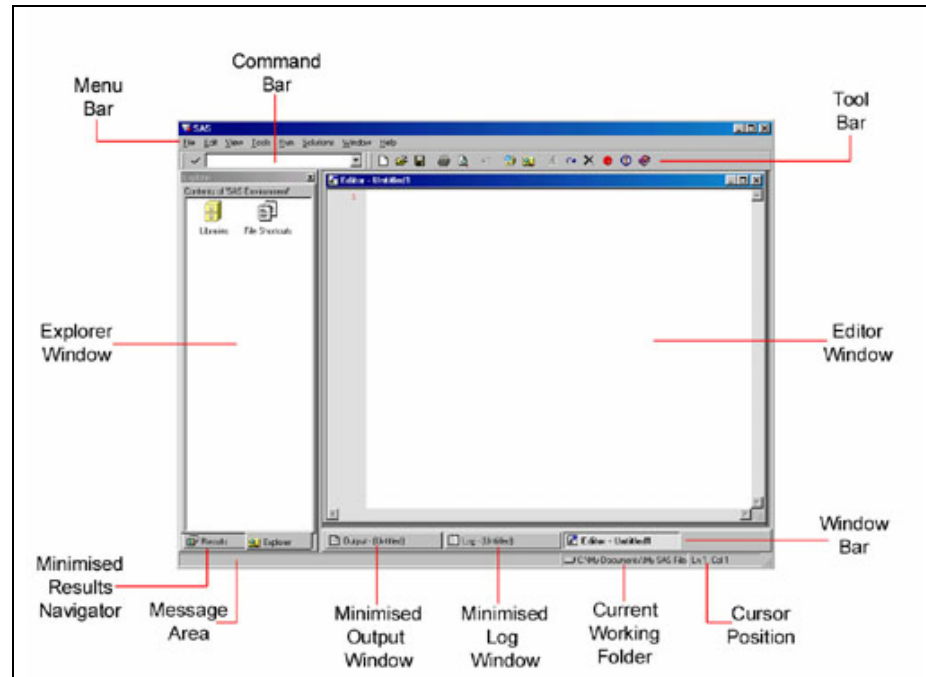 Command
Bar
Menu
Bar
Tool
Bar
SAS
File Edit View Tools Run Solutions Window Help
Explorer
Editor - Untitled1
Contents of 'SAS Environment'
1
Libraries File Shortcuts
Explorer
Window
Editor
Window
Results Explorer
Output - (Untitled) Log - (Untitled) Editor - Untitled1
Window
Bar
C:\My Documents\My SAS File Ln 1, Col 1
Minimised
Results
Navigator
Message
Area
Minimised
Output
Window
Minimised
Log
Window
Current
Working
Folder
Cursor
Position